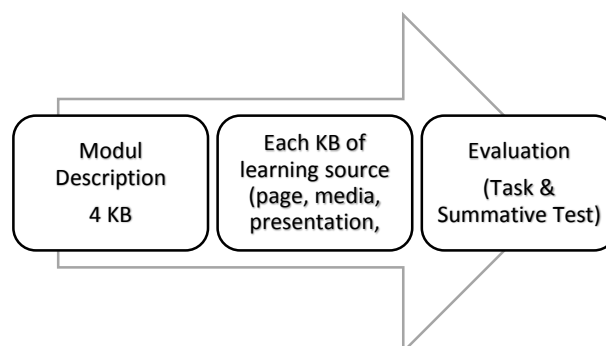 Modul
Description
4 KB
Each KB of
learning source
(page, media,
presentation,
Evaluation
(Task &
Summative Test)